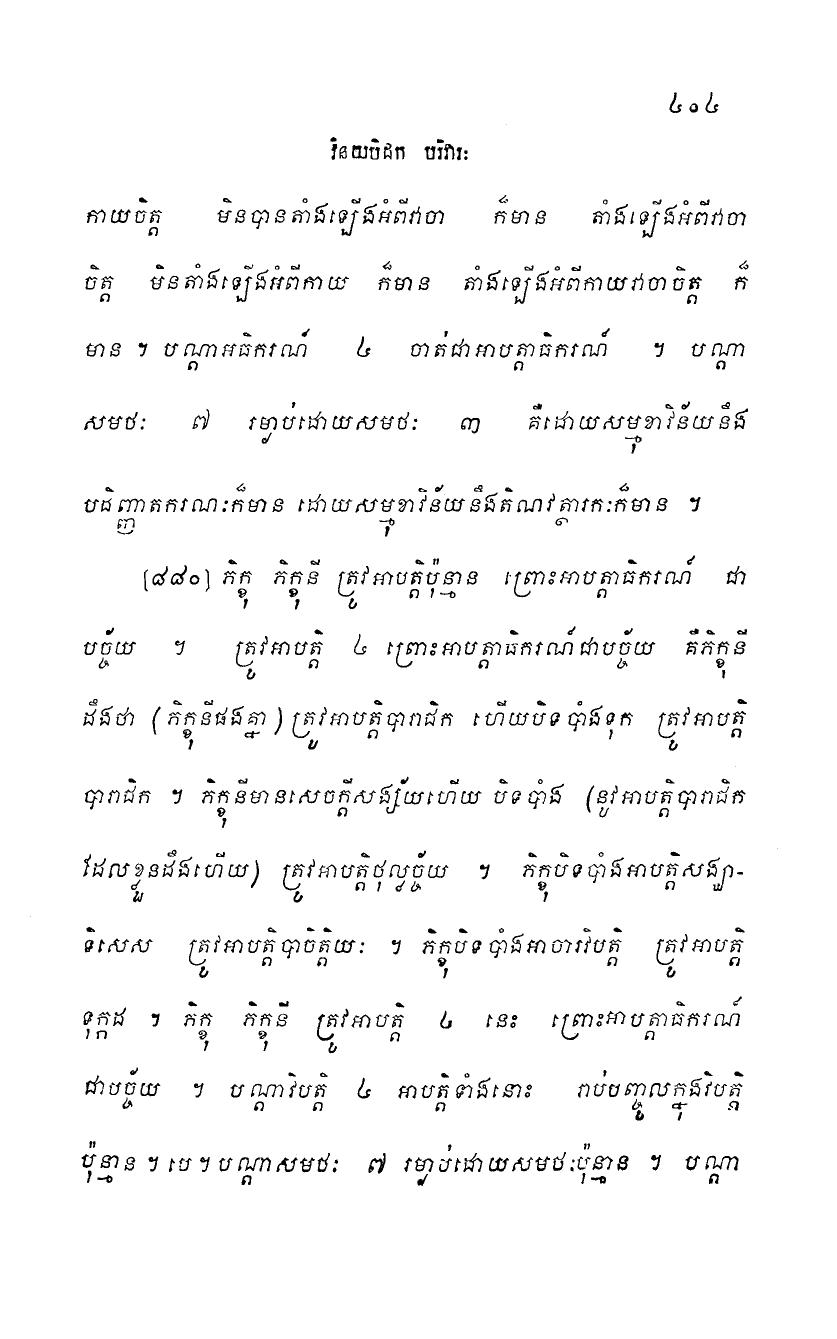 ៤០៤
វិនយបិដក បរិវារៈ
កាយចិត្ត មិនបានតាំងឡើងអំពីវាចា ក៏មាន តាំងឡើងអំពីវាចា
ចិត្ត មិនតាំងឡើងអំពីកាយ ក៏មាន តាំងឡើងអំពីកាយវាចាចិត្ត ក៏
មាន ។ បណ្តាអធិករណ៍ ៤ ចាត់ជាអាបត្តាធិករណ៍ ។ បណ្តា
សមថៈ ៧ រម្ងាប់ដោយសមថៈ ៣ គឺដោយសម្មុខាវិន័យនឹង
បដិញ្ញាតករណៈក៏មាន ដោយសម្មុខាវិន័យនឹងតិណវត្ថារកៈក៏មាន ។
[៨៨០] ភិក្ខុ ភិក្ខុនី ត្រូវអាបត្តិប៉ុន្មាន ព្រោះអាបត្តាធិករណ៍ ជា
បច្ច័យ ។ ត្រូវអាបត្តិ ៤ ព្រោះអាបត្តាធិករណ៍ជាបច្ច័យ គឺភិក្ខុនី
ដឹងថា (ភិក្ខុនីផងគ្នា) ត្រូវអាបត្តិបារាជិក ហើយបិទបាំងទុក ត្រូវអាបត្តិ
បារាជិក ។ ភិក្ខុនីមានសេចក្តីសង្ស័យហើយ បិទបាំង (នូវអាបត្តិបារាជិក
ដែលខ្លួនដឹងហើយ) ត្រូវអាបត្តិថុល្លច្ច័យ ។ ភិក្ខុបិទបាំងអាបត្តិសង្ឃា-
ទិសេស ត្រូវអាបត្តិបាចិត្តិយៈ ។ ភិក្ខុបិទបាំងអាចារវិបត្តិ ត្រូវអាបត្តិ
ទុក្កដ ។ ភិក្ខុ ភិក្ខុនី ត្រូវអាបត្តិ ៤ នេះ ព្រោះអាបត្តាធិករណ៍
ជាបច្ច័យ ។ បណ្តាវិបត្តិ ៤ អាបត្តិទាំងនោះ រាប់បញ្ចូលក្នុងវិបត្តិ
ប៉ុន្មាន ។ បេ ។ បណ្តាសមថៈ ៧ រម្ងាប់ដោយសមថៈប៉ុន្មាន ។ បណ្តា